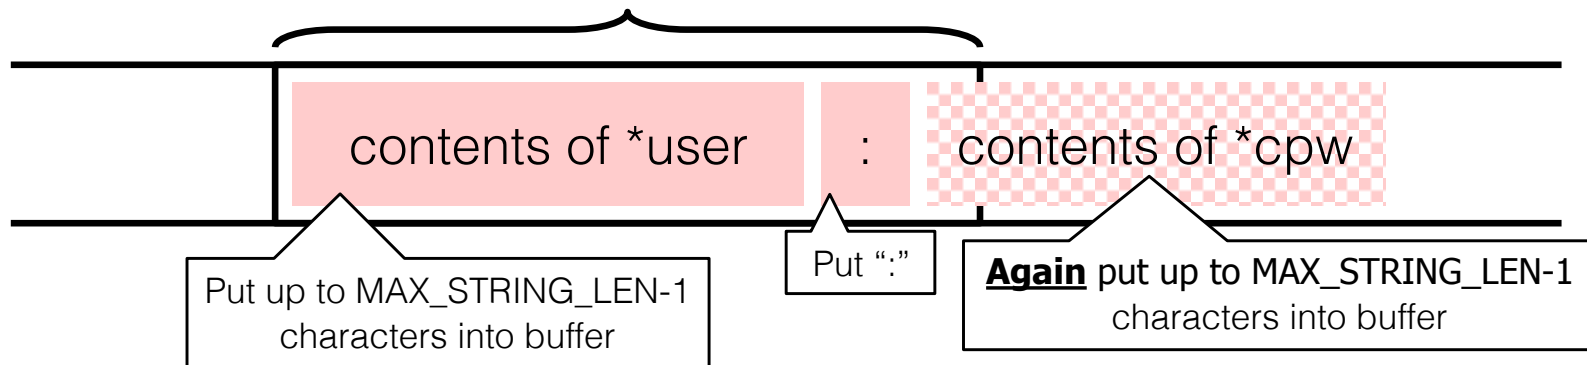 contents of *user
:
contents of *cpw
Put up to MAX_STRING_LEN-1
characters into buffer
Put “:”
Again put up to MAX_STRING_LEN-1
characters into buffer